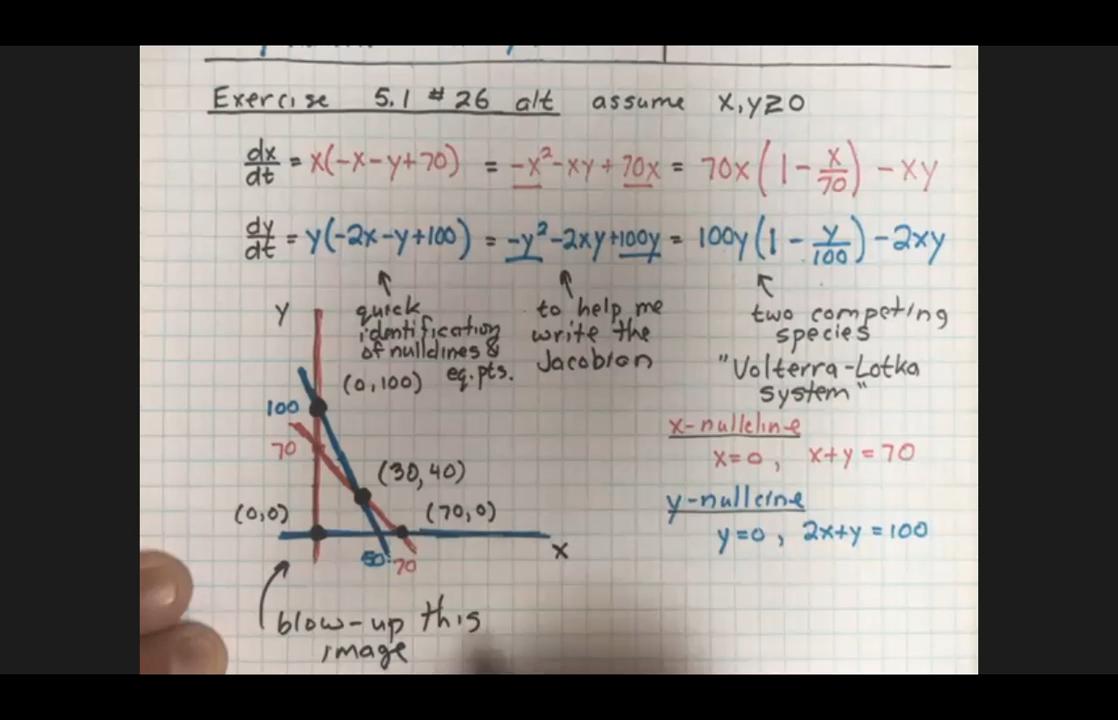 Exercise 5.1 #26 alt assume x,y≥0
dx/dt = x(-x-y+70) = -x²-xy+70x = 70x(1 - x/70) - xy
dy/dt = y(-2x-y+100) = -y²-2xy+100y = 100y(1 - y/100) - 2xy
quick
identification
of nullclines &
eq. pts.
to help me
write the
Jacobian
two competing
species
"Volterra-Lotka
system"
y
(0,100)
100
70
(30,40)
(0,0)
(70,0)
50
70
x
x-nullcline
x=0, x+y=70
y-nullcine
y=0, 2x+y=100
blow-up this
image